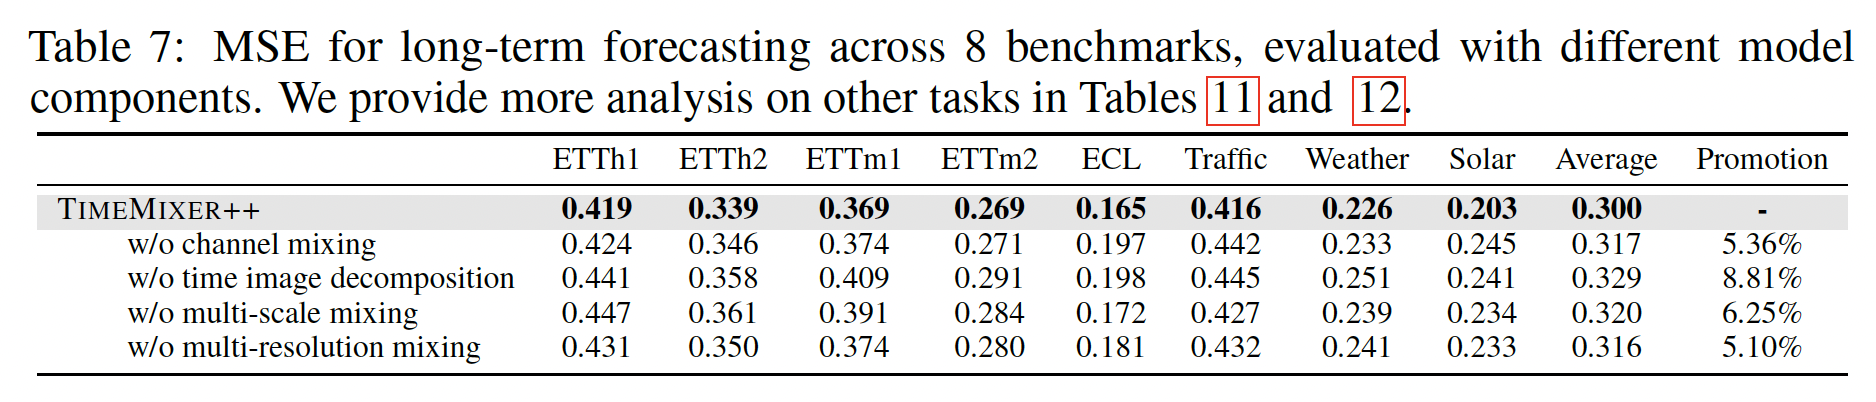 Table 7: MSE for long-term forecasting across 8 benchmarks, evaluated with different model
components. We provide more analysis on other tasks in Tables 11 and 12.
ETTh1 ETTh2 ETTm1 ETTm2 ECL Traffic Weather Solar Average Promotion
TIMEMIXER++ 0.419 0.339 0.369 0.269 0.165 0.416 0.226 0.203 0.300 -
w/o channel mixing 0.424 0.346 0.374 0.271 0.197 0.442 0.233 0.245 0.317 5.36%
w/o time image decomposition 0.441 0.358 0.409 0.291 0.198 0.445 0.251 0.241 0.329 8.81%
w/o multi-scale mixing 0.447 0.361 0.391 0.284 0.172 0.427 0.239 0.234 0.320 6.25%
w/o multi-resolution mixing 0.431 0.350 0.374 0.280 0.181 0.432 0.241 0.233 0.316 5.10%